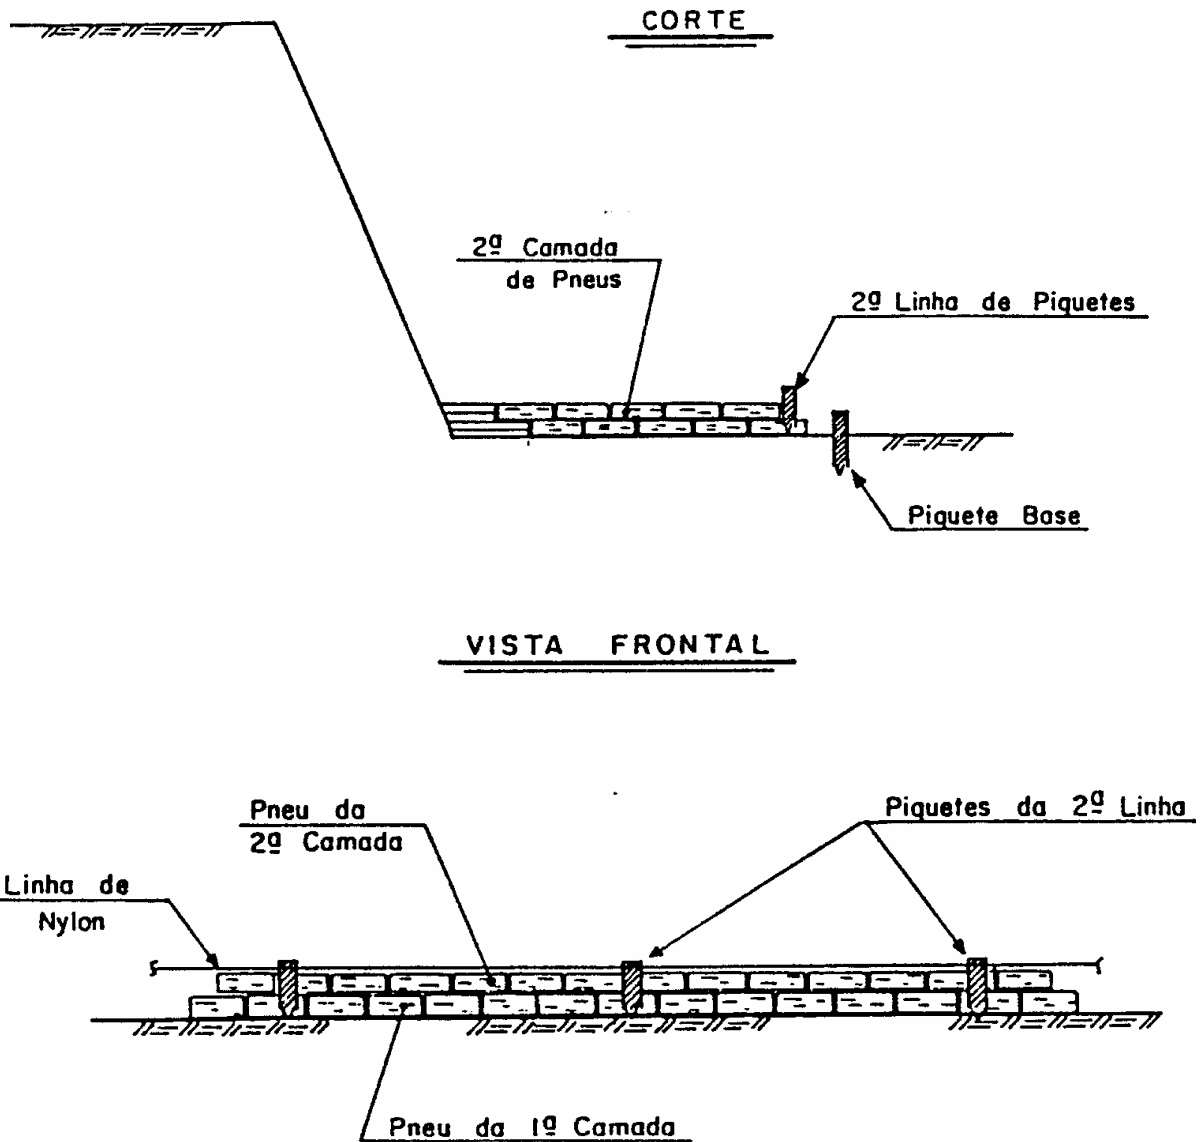 CORTE
2ª Camada
de Pneus
2ª Linha de Piquetes
Piquete Base
VISTA FRONTAL
Pneu da
2ª Camada
Piquetes da 2ª Linha
Linha de
Nylon
Pneu da 1ª Camada